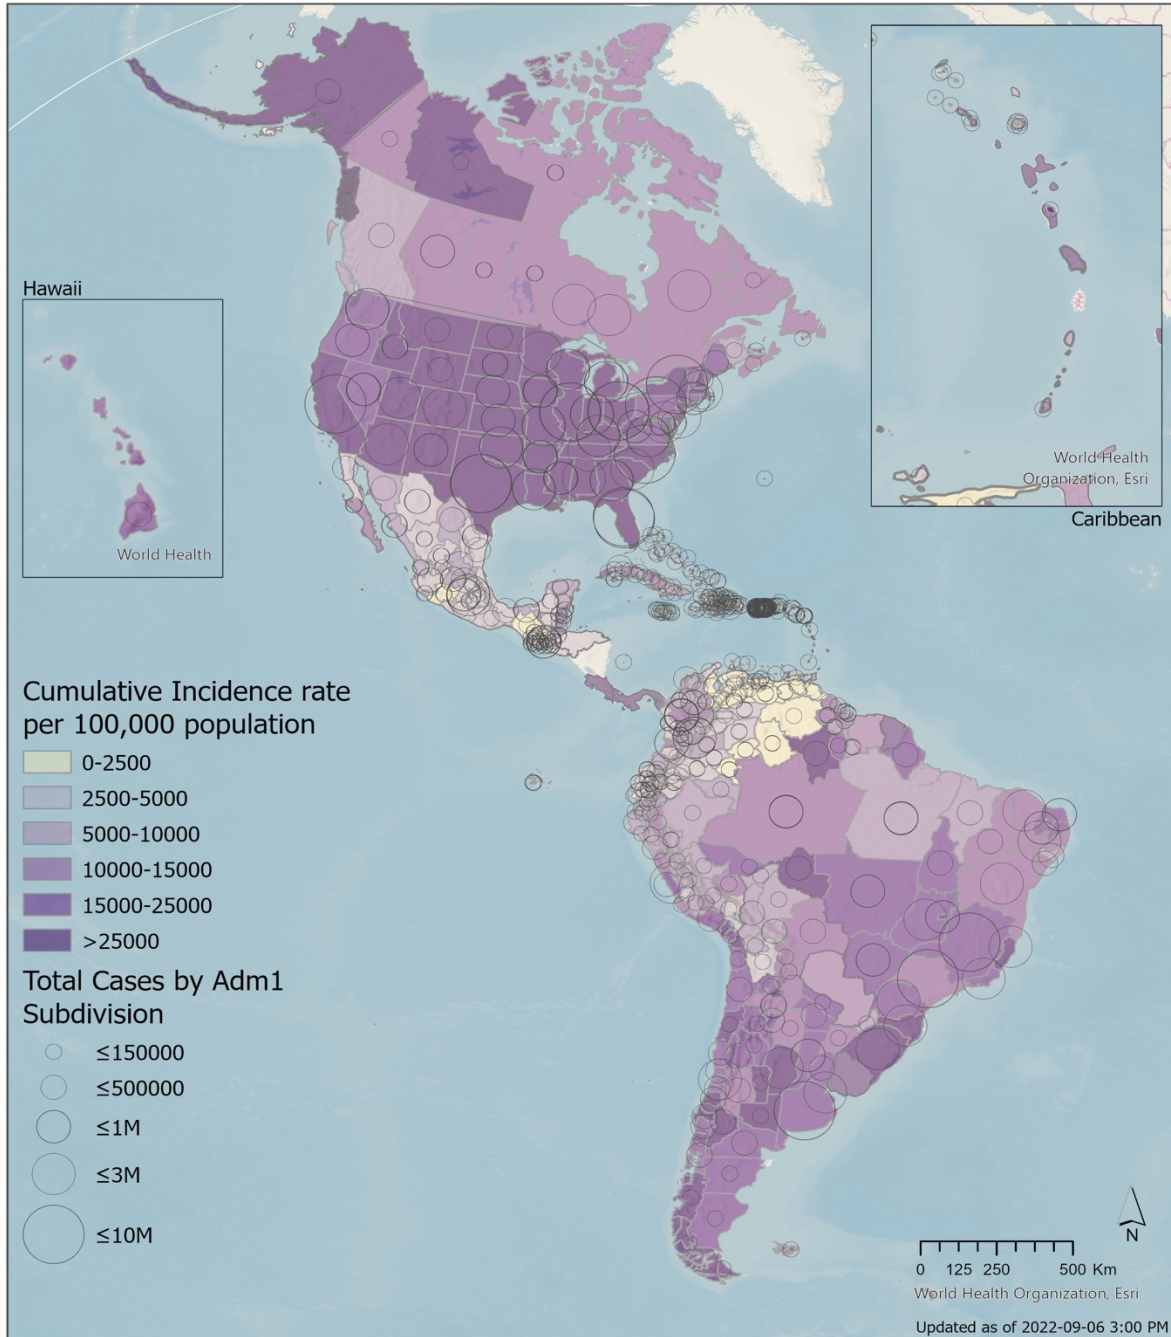 Hawaii
World Health
World Health
Organization, Esri
Caribbean
Cumulative Incidence rate
per 100,000 population
0-2500
2500-5000
5000-10000
10000-15000
15000-25000
>25000
Total Cases by Adm1
Subdivision
≤150000
≤500000
≤1M
≤3M
≤10M
N
0 125 250 500 Km
World Health Organization, Esri
Updated as of 2022-09-06 3:00 PM